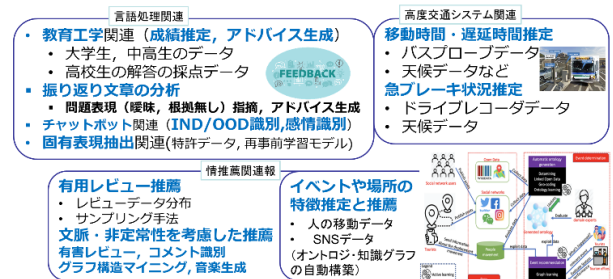 言語処理関連
• 教育工学関連（成績推定，アドバイス生成）
• 大学生，中高生のデータ
• 高校生の解答の採点データ
FEEDBACK
▪ 振り返り文章の分析
• 問題表現（曖昧，根拠無し）指摘，アドバイス生成
• チャットボット関連（IND/OOD識別,感情識別）
• 固有表現抽出関連(特許データ, 再事前学習モデル)
高度交通システム関連
移動時間・遅延時間推定
• バスプローブデータ
• 天候データなど
急ブレーキ状況推定
• ドライブレコーダデータ
• 天候データ
情推薦関連報
有用レビュー推薦
• レビューデータ分布
• サンプリング手法
文脈・非定常性を考慮した推薦
有害レビュー，コメント識別
グラフ構造マイニング, 音楽生成
イベントや場所の
特徴推定と推薦
• 人の移動データ
• SNSデータ
（オントロジ・知識グラフ
の自動構築）